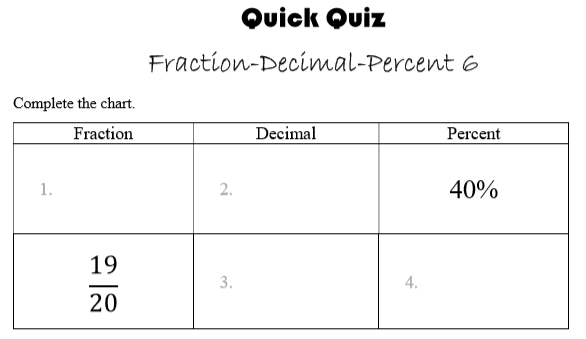 Quick Quiz
Fraction-Decimal-Percent 6
Complete the chart.
Fraction Decimal Percent
1. 2. 40%
19
20
3. 4.